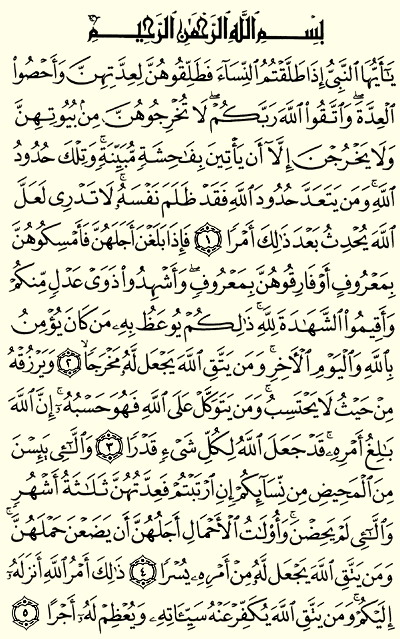 بِسْمِ ٱللَّهِ ٱلرَّحْمَٰنِ ٱلرَّحِيمِ
يَٰٓأَيُّهَا ٱلنَّبِىُّ إِذَا طَلَّقْتُمُ ٱلنِّسَآءَ فَطَلِّقُوهُنَّ لِعِدَّتِهِنَّ وَأَحْصُوا۟
ٱلْعِدَّةَ ۖ وَٱتَّقُوا۟ ٱللَّهَ رَبَّكُمْ ۖ لَا تُخْرِجُوهُنَّ مِنۢ بُيُوتِهِنَّ
وَلَا يَخْرُجْنَ إِلَّآ أَن يَأْتِينَ بِفَٰحِشَةٍ مُّبَيِّنَةٍ ۚ وَتِلْكَ حُدُودُ
ٱللَّهِ ۚ وَمَن يَتَعَدَّ حُدُودَ ٱللَّهِ فَقَدْ ظَلَمَ نَفْسَهُۥ ۚ لَا تَدْرِى لَعَلَّ
ٱللَّهَ يُحْدِثُ بَعْدَ ذَٰلِكَ أَمْرًا ۝١ فَإِذَا بَلَغْنَ أَجَلَهُنَّ فَأَمْسِكُوهُنَّ
بِمَعْرُوفٍ أَوْ فَارِقُوهُنَّ بِمَعْرُوفٍ وَأَشْهِدُوا۟ ذَوَىْ عَدْلٍ مِّنكُمْ
وَأَقِيمُوا۟ ٱلشَّهَٰدَةَ لِلَّهِ ۚ ذَٰلِكُمْ يُوعَظُ بِهِۦ مَن كَانَ يُؤْمِنُ
بِٱللَّهِ وَٱلْيَوْمِ ٱلْءَاخِرِ ۚ وَمَن يَتَّقِ ٱللَّهَ يَجْعَل لَّهُۥ مَخْرَجًا ۝٢ وَيَرْزُقْهُ
مِنْ حَيْثُ لَا يَحْتَسِبُ ۚ وَمَن يَتَوَكَّلْ عَلَى ٱللَّهِ فَهُوَ حَسْبُهُۥٓ ۚ إِنَّ ٱللَّهَ
بَٰلِغُ أَمْرِهِۦ ۚ قَدْ جَعَلَ ٱللَّهُ لِكُلِّ شَىْءٍ قَدْرًا ۝٣ وَٱلَّٰٓـِٔى يَئِسْنَ
مِنَ ٱلْمَحِيضِ مِن نِّسَآئِكُمْ إِنِ ٱرْتَبْتُمْ فَعِدَّتُهُنَّ ثَلَٰثَةُ أَشْهُرٍ
وَٱلَّٰٓـِٔى لَمْ يَحِضْنَ ۚ وَأُو۟لَٰتُ ٱلْأَحْمَالِ أَجَلُهُنَّ أَن يَضَعْنَ حَمْلَهُنَّ ۚ
وَمَن يَتَّقِ ٱللَّهَ يَجْعَل لَّهُۥ مِنْ أَمْرِهِۦ يُسْرًا ۝٤ ذَٰلِكَ أَمْرُ ٱللَّهِ أَنزَلَهُۥٓ
إِلَيْكُمْ ۚ وَمَن يَتَّقِ ٱللَّهَ يُكَفِّرْ عَنْهُ سَيِّـَٔاتِهِۦ وَيُعْظِمْ لَهُۥٓ أَجْرًا ۝٥